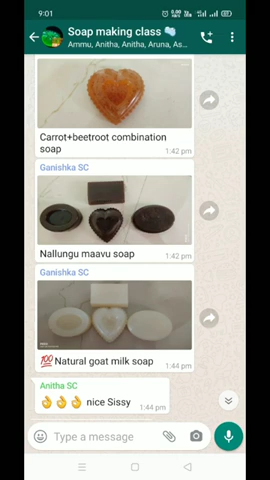 9:01
Soap making class
Ammu, Anitha, Anitha, Aruna, As...
Carrot+beetroot combination
soap
1:42 pm
Ganishka SC
Nallungu maavu soap
1:42 pm
Ganishka SC
💯Natural goat milk soap
1:44 pm
Anitha SC
👌👌👌 nice Sissy
1:44 pm
Type a message